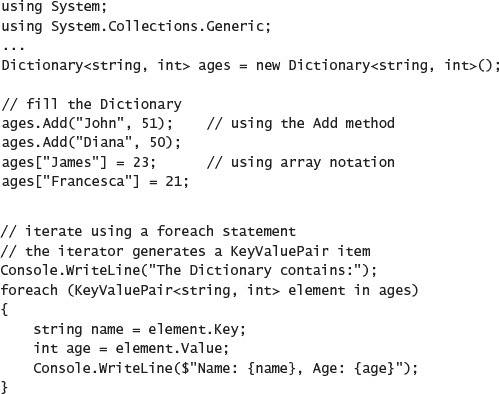 using System;
using System.Collections.Generic;
...
Dictionary<string, int> ages = new Dictionary<string, int>();

// fill the Dictionary
ages.Add("John", 51);    // using the Add method
ages.Add("Diana", 50);
ages["James"] = 23;      // using array notation
ages["Francesca"] = 21;

// iterate using a foreach statement
// the iterator generates a KeyValuePair item
Console.WriteLine("The Dictionary contains:");
foreach (KeyValuePair<string, int> element in ages)
{
    string name = element.Key;
    int age = element.Value;
    Console.WriteLine($"Name: {name}, Age: {age}");
}